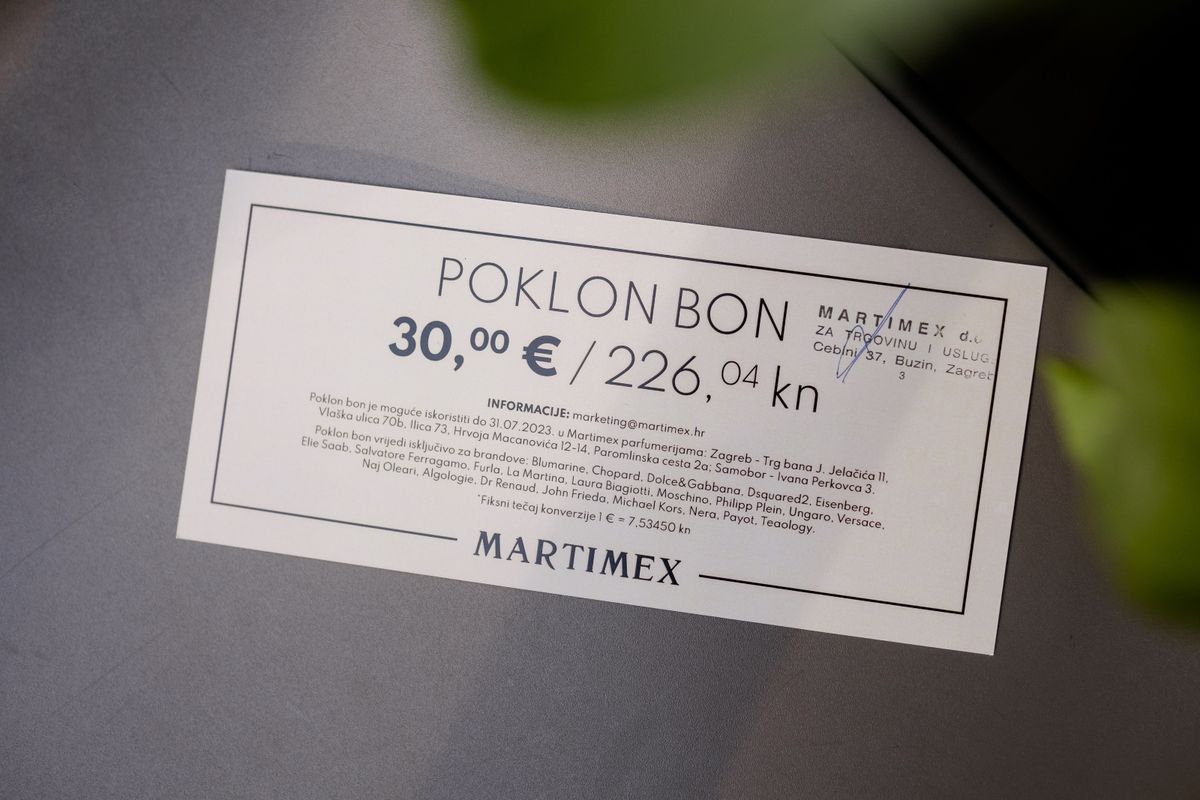 POKLON BON
30,00 € / 226,04 kn
MARTIMEX
ZA TRGOVINU I USLUG
Cebini 37, Buzin, Zagreb
3
INFORMACIJE: marketing@martimex.hr
Poklon bon je moguće iskoristiti do 31.07.2023. u Martimex parfumerijama: Zagreb - Trg bana J. Jelačića 11,
Vlaška ulica 70b, Ilica 73, Hrvoja Macanovića 12-14, Paromlinska cesta 2a; Samobor - Ivana Perkovca 3.
Poklon bon vrijedi isključivo za brandove: Blumarine, Chopard, Dolce&Gabbana, Dsquared2, Eisenberg,
Elie Saab, Salvatore Ferragamo, Furla, La Martina, Laura Biagiotti, Moschino, Philipp Plein, Ungaro, Versace,
Naj Oleari, Algologie, Dr Renaud, John Frieda, Michael Kors, Nera, Payot, Teaology.
*Fiksni tečaj konverzije 1 € = 7,53450 kn
MARTIMEX